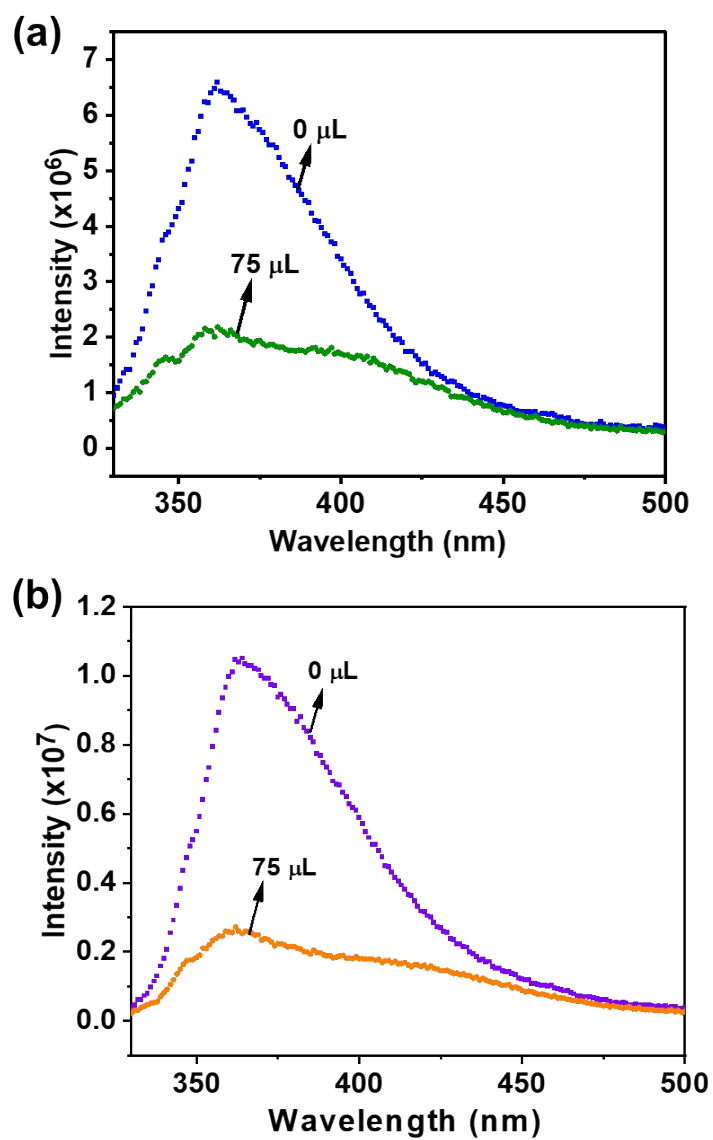 (a)
7
6
5
4
3
2
1
0
Intensity (x10⁶)
0 μL
75 μL
350 400 450 500
Wavelength (nm)
(b)
1.2
1.0
0.8
0.6
0.4
0.2
0.0
Intensity (x10⁷)
0 μL
75 μL
350 400 450 500
Wavelength (nm)